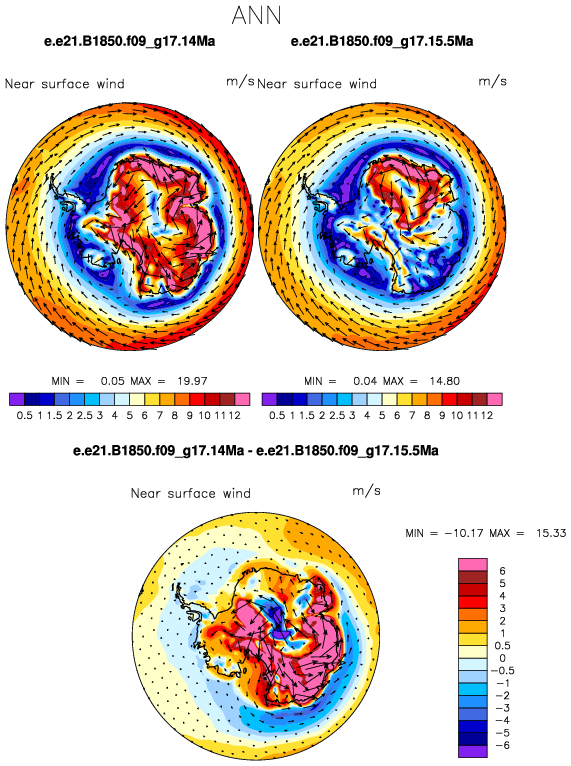 ANN
e.e21.B1850.f09_g17.14Ma
e.e21.B1850.f09_g17.15.5Ma
Near surface wind m/s
Near surface wind m/s
MIN = 0.05 MAX = 19.97
MIN = 0.04 MAX = 14.80
0.5 1 1.5 2 2.5 3 4 5 6 7 8 9 10 11 12
0.5 1 1.5 2 2.5 3 4 5 6 7 8 9 10 11 12
e.e21.B1850.f09_g17.14Ma - e.e21.B1850.f09_g17.15.5Ma
Near surface wind m/s
MIN = −10.17 MAX = 15.33
6
5
4
3
2
1
0.5
0
−0.5
−1
−2
−3
−4
−5
−6